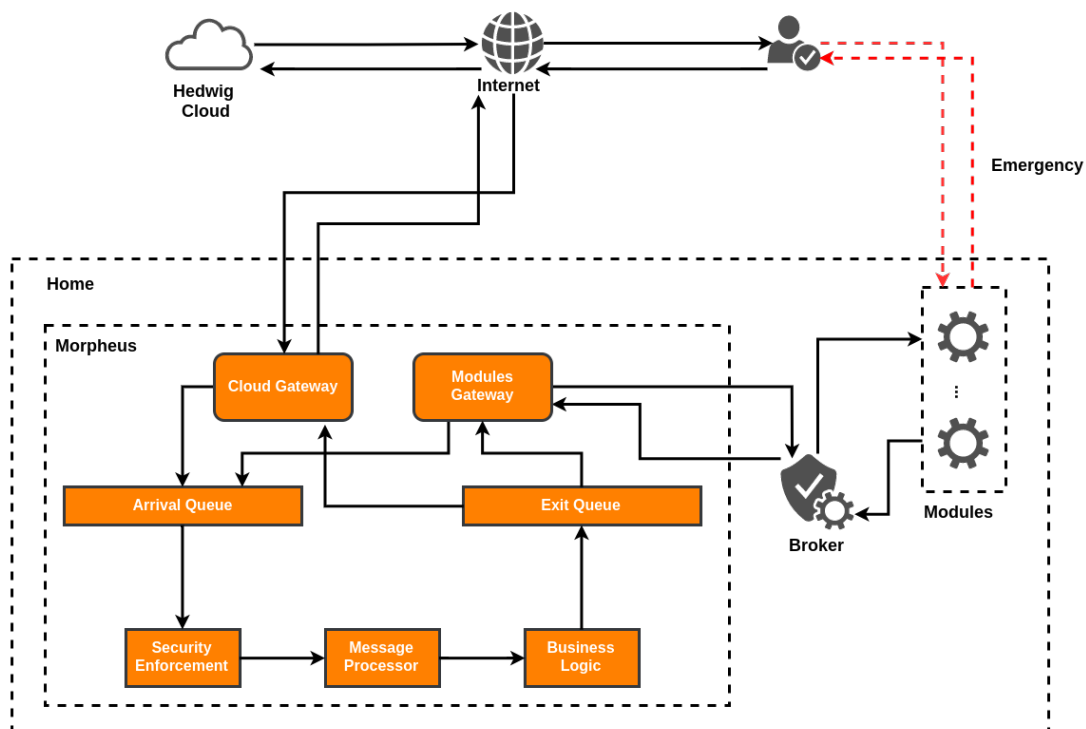 Hedwig
Cloud
Internet
Emergency
Home
Morpheus
Cloud Gateway
Modules
Gateway
Arrival Queue
Exit Queue
...
Modules
Broker
Security
Enforcement
Message
Processor
Business
Logic